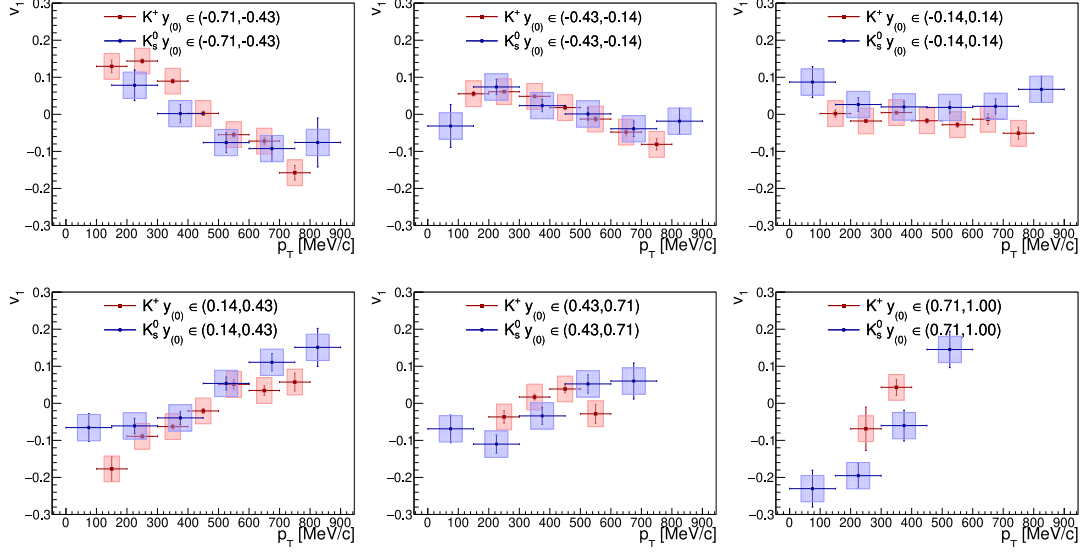 v₁
0.3
0.2
0.1
0
−0.1
−0.2
−0.3
K⁺ y₍₀₎ ∈ (-0.71,-0.43)
K⁰ₛ y₍₀₎ ∈ (-0.71,-0.43)
0 100 200 300 400 500 600 700 800 900
p_T [MeV/c]
v₁
0.3
0.2
0.1
0
−0.1
−0.2
−0.3
K⁺ y₍₀₎ ∈ (-0.43,-0.14)
K⁰ₛ y₍₀₎ ∈ (-0.43,-0.14)
0 100 200 300 400 500 600 700 800 900
p_T [MeV/c]
v₁
0.3
0.2
0.1
0
−0.1
−0.2
−0.3
K⁺ y₍₀₎ ∈ (-0.14,0.14)
K⁰ₛ y₍₀₎ ∈ (-0.14,0.14)
0 100 200 300 400 500 600 700 800 900
p_T [MeV/c]
v₁
0.3
0.2
0.1
0
−0.1
−0.2
−0.3
K⁺ y₍₀₎ ∈ (0.14,0.43)
K⁰ₛ y₍₀₎ ∈ (0.14,0.43)
0 100 200 300 400 500 600 700 800 900
p_T [MeV/c]
v₁
0.3
0.2
0.1
0
−0.1
−0.2
−0.3
K⁺ y₍₀₎ ∈ (0.43,0.71)
K⁰ₛ y₍₀₎ ∈ (0.43,0.71)
0 100 200 300 400 500 600 700 800 900
p_T [MeV/c]
v₁
0.3
0.2
0.1
0
−0.1
−0.2
−0.3
K⁺ y₍₀₎ ∈ (0.71,1.00)
K⁰ₛ y₍₀₎ ∈ (0.71,1.00)
0 100 200 300 400 500 600 700 800 900
p_T [MeV/c]